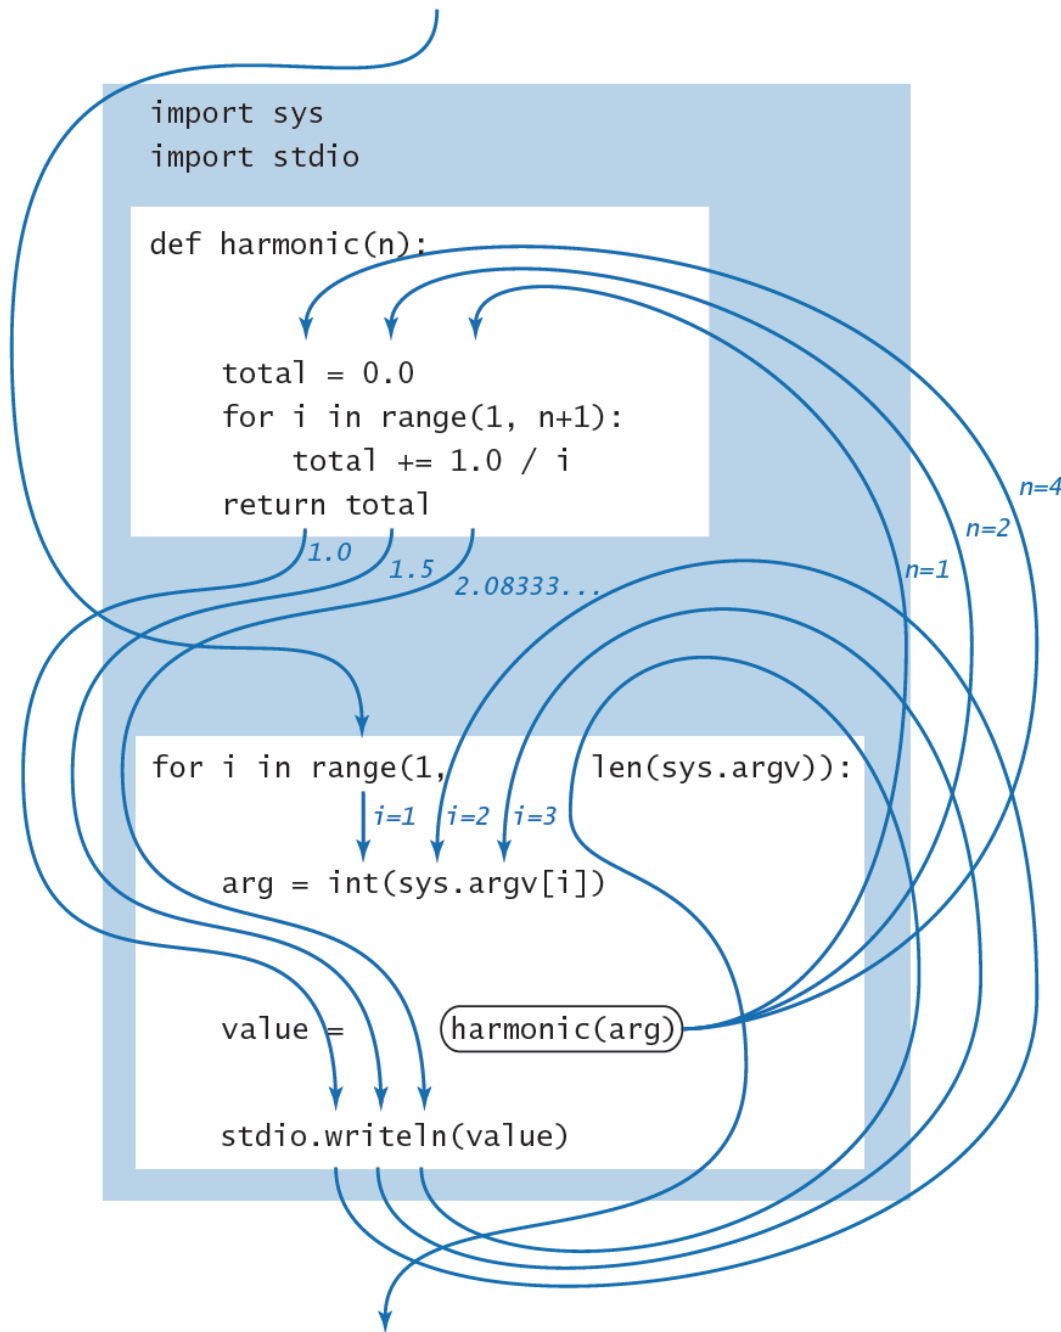 import sys
import stdio
def harmonic(n):
total = 0.0
for i in range(1, n+1):
total += 1.0 / i
return total
n=4
n=2
n=1
1.0
1.5
2.08333...
for i in range(1, len(sys.argv)):
i=1 i=2 i=3
arg = int(sys.argv[i])
value = harmonic(arg)
stdio.writeln(value)